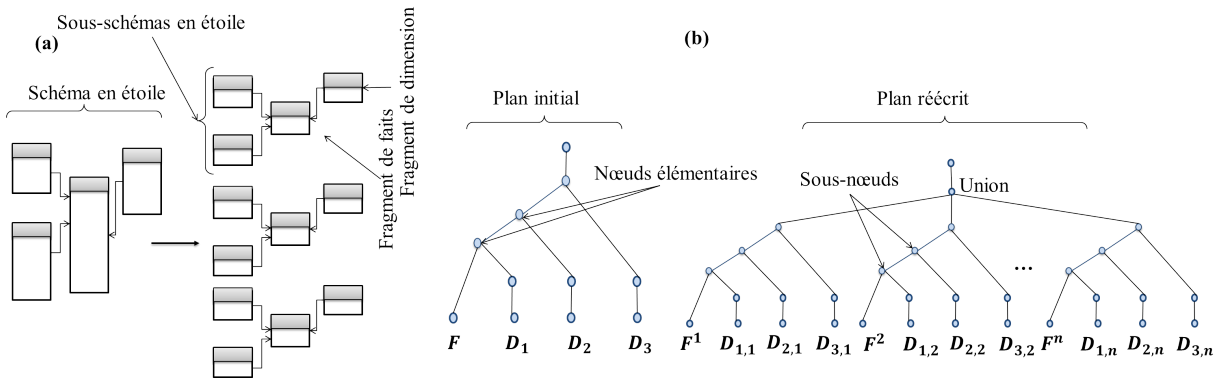 Sous-schémas en étoile
(a)
Schéma en étoile
Fragment de faits
Fragment de dimension
(b)
Plan initial
Plan réécrit
Nœuds élémentaires
Sous-nœuds
Union
...
F D₁ D₂ D₃
F¹ D₁,₁ D₂,₁ D₃,₁ F² D₁,₂ D₂,₂ D₃,₂ Fⁿ D₁,ₙ D₂,ₙ D₃,ₙ